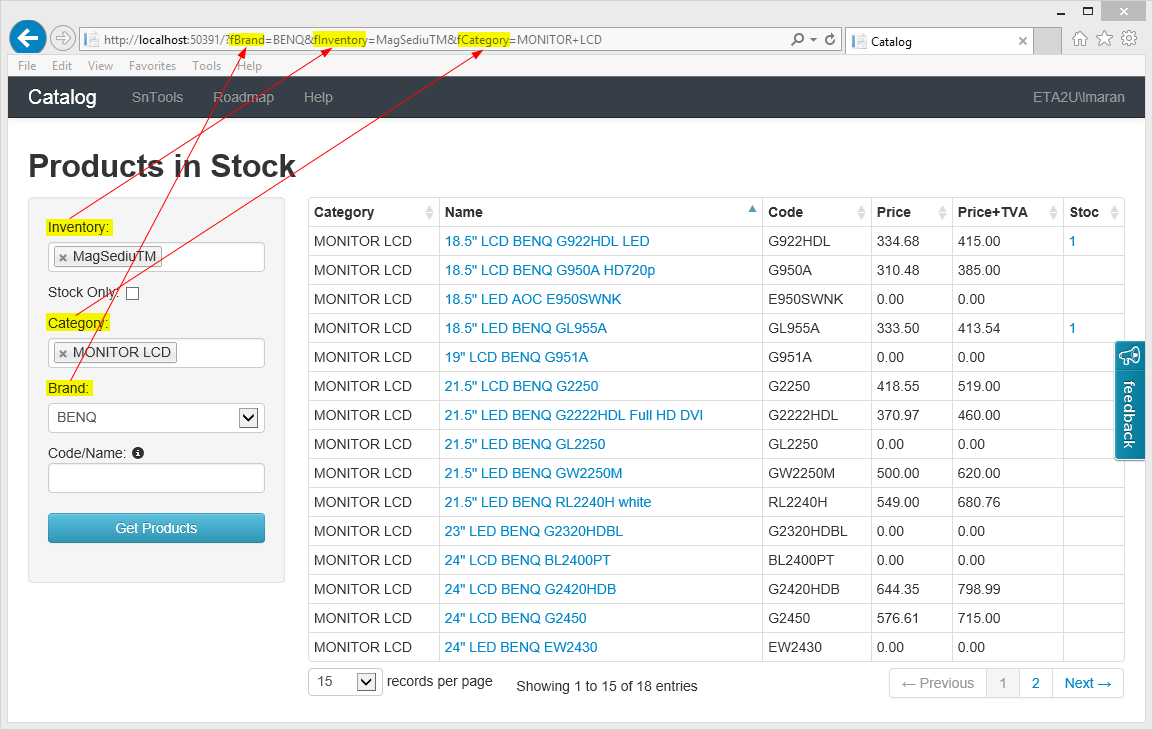 http://localhost:50391/?fBrand=BENQ&fInventory=MagSediuTM&fCategory=MONITOR+LCD
Catalog
File Edit View Favorites Tools Help
Catalog SnTools Roadmap Help ETA2U\lmaran
Products in Stock
Inventory:
× MagSediuTM
Stock Only:
Category:
× MONITOR LCD
Brand:
BENQ
Code/Name:
Get Products
Category Name Code Price Price+TVA Stoc
MONITOR LCD 18.5" LCD BENQ G922HDL LED G922HDL 334.68 415.00 1
MONITOR LCD 18.5" LCD BENQ G950A HD720p G950A 310.48 385.00
MONITOR LCD 18.5" LED AOC E950SWNK E950SWNK 0.00 0.00
MONITOR LCD 18.5" LED BENQ GL955A GL955A 333.50 413.54 1
MONITOR LCD 19" LCD BENQ G951A G951A 0.00 0.00
MONITOR LCD 21.5" LCD BENQ G2250 G2250 418.55 519.00
MONITOR LCD 21.5" LED BENQ G2222HDL Full HD DVI G2222HDL 370.97 460.00
MONITOR LCD 21.5" LED BENQ GL2250 GL2250 0.00 0.00
MONITOR LCD 21.5" LED BENQ GW2250M GW2250M 500.00 620.00
MONITOR LCD 21.5" LED BENQ RL2240H white RL2240H 549.00 680.76
MONITOR LCD 23" LED BENQ G2320HDBL G2320HDBL 0.00 0.00
MONITOR LCD 24" LCD BENQ BL2400PT BL2400PT 0.00 0.00
MONITOR LCD 24" LCD BENQ G2420HDB G2420HDB 644.35 798.99
MONITOR LCD 24" LCD BENQ G2450 G2450 576.61 715.00
MONITOR LCD 24" LED BENQ EW2430 EW2430 0.00 0.00
15 records per page Showing 1 to 15 of 18 entries ← Previous 1 2 Next →
feedback